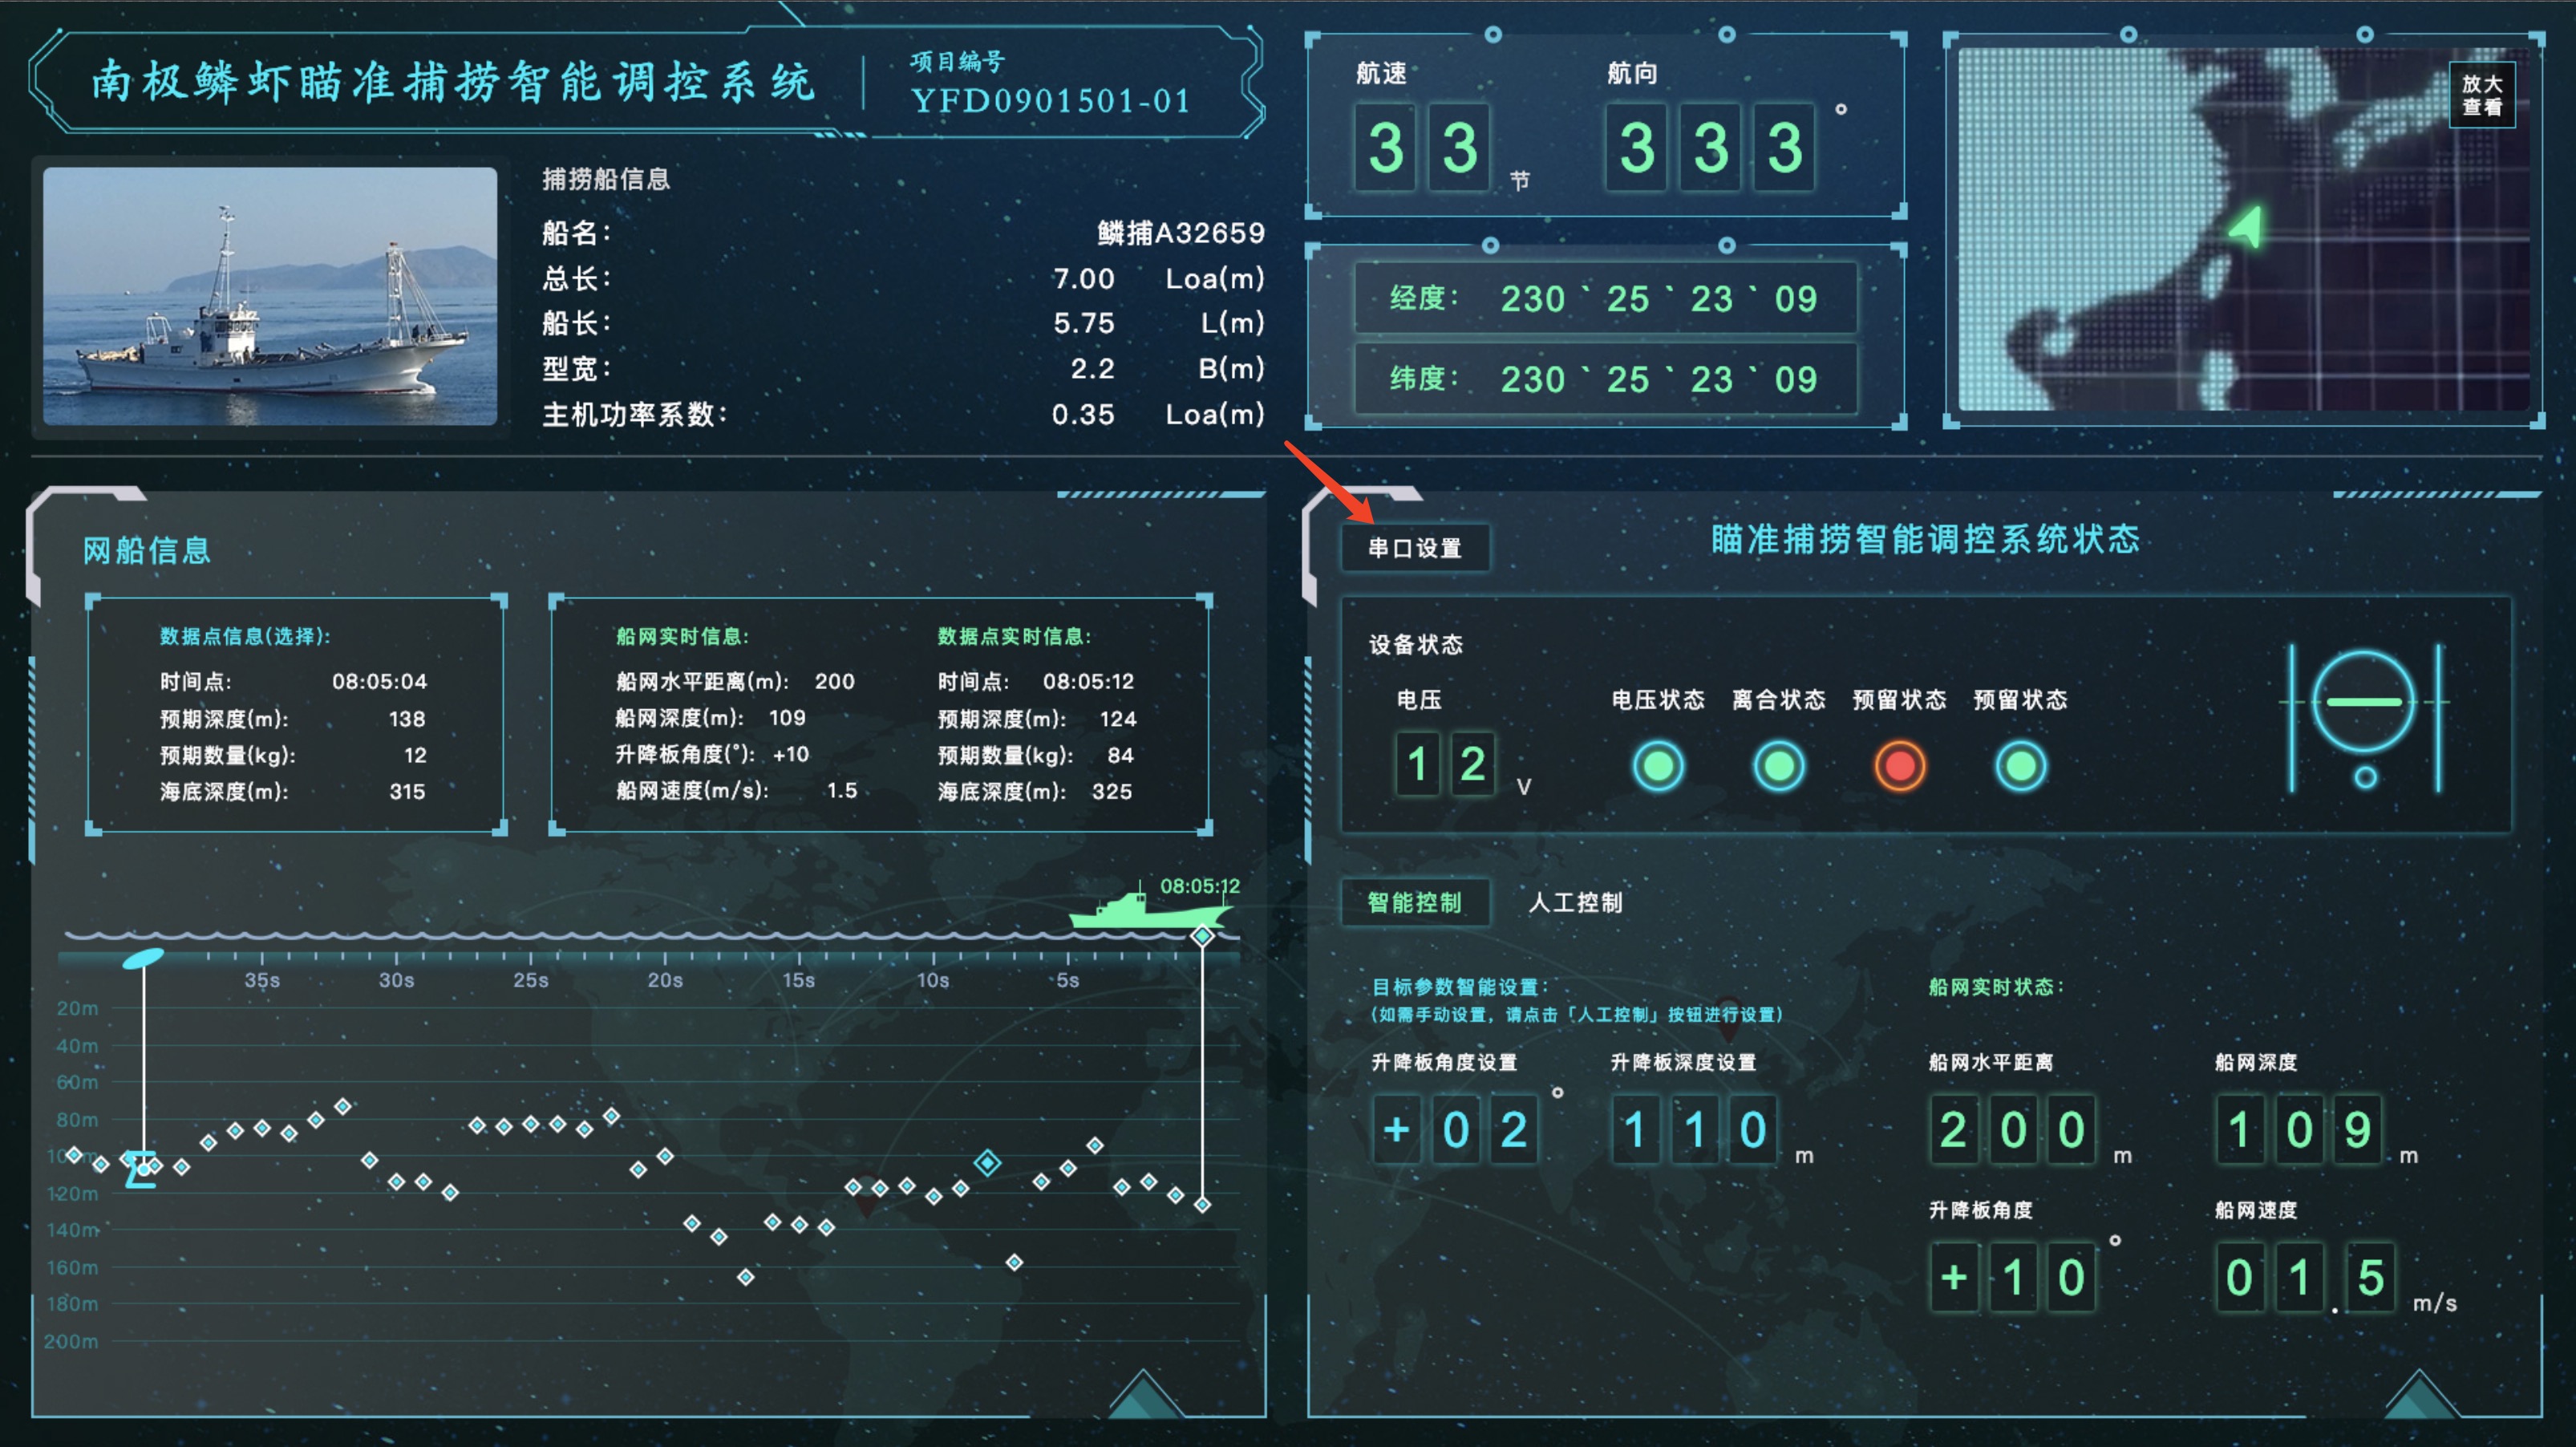 南极鳞虾瞄准捕捞智能调控系统
项目编号
YFD0901501-01
捕捞船信息
船名： 鳞捕A32659
总长： 7.00 Loa(m)
船长： 5.75 L(m)
型宽： 2.2 B(m)
主机功率系数： 0.35 Loa(m)
航速 航向
33 节 333 °
经度： 230 ` 25 ` 23 ` 09
纬度： 230 ` 25 ` 23 ` 09
放大
查看
网船信息
数据点信息(选择):
时间点: 08:05:04
预期深度(m): 138
预期数量(kg): 12
海底深度(m): 315
船网实时信息:
船网水平距离(m): 200
船网深度(m): 109
升降板角度(°): +10
船网速度(m/s): 1.5
数据点实时信息:
时间点: 08:05:12
预期深度(m): 124
预期数量(kg): 84
海底深度(m): 325
08:05:12
35s 30s 25s 20s 15s 10s 5s
20m
40m
60m
80m
100m
120m
140m
160m
180m
200m
串口设置
瞄准捕捞智能调控系统状态
设备状态
电压 电压状态 离合状态 预留状态 预留状态
12 V
智能控制 人工控制
目标参数智能设置：
(如需手动设置，请点击「人工控制」按钮进行设置)
升降板角度设置 升降板深度设置
+02 ° 110 m
船网实时状态：
船网水平距离 船网深度
200 m 109 m
升降板角度 船网速度
+10 ° 01.5 m/s